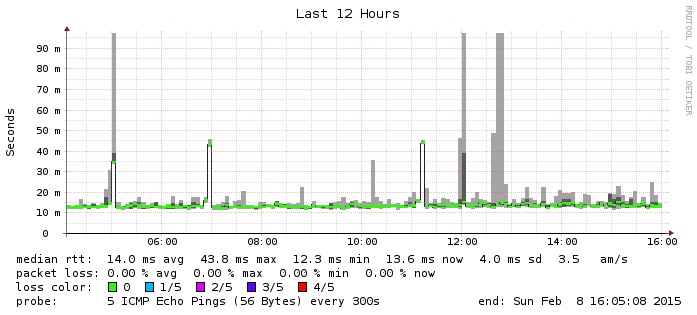 Last 12 Hours
RRDTOOL / TOBI OETIKER
Seconds
90 m
80 m
70 m
60 m
50 m
40 m
30 m
20 m
10 m
0
06:00 08:00 10:00 12:00 14:00 16:00
median rtt: 14.0 ms avg 43.8 ms max 12.3 ms min 13.6 ms now 4.0 ms sd 3.5 am/s
packet loss: 0.00 % avg 0.00 % max 0.00 % min 0.00 % now
loss color: 0 1/5 2/5 3/5 4/5
probe: 5 ICMP Echo Pings (56 Bytes) every 300s end: Sun Feb 8 16:05:08 2015